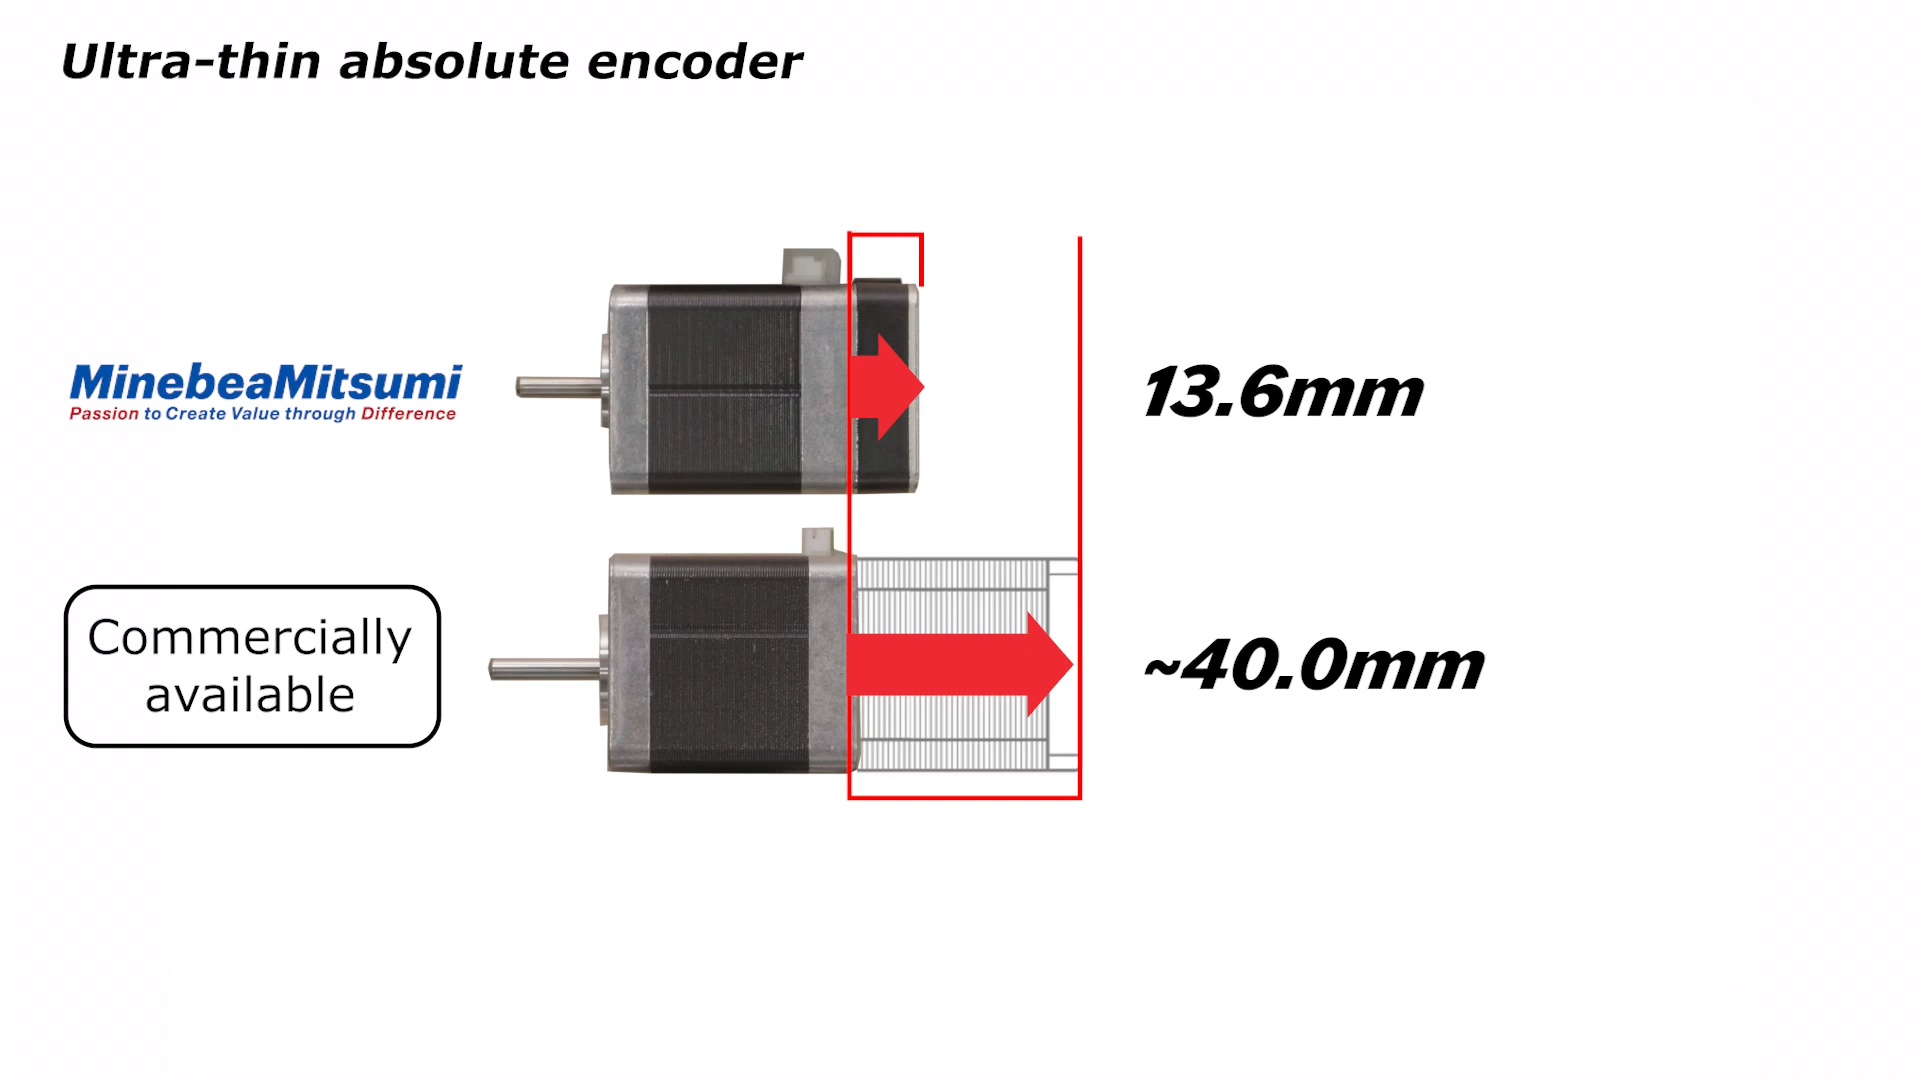 Ultra-thin absolute encoder
MinebeaMitsumi
Passion to Create Value through Difference
13.6mm
Commercially
available
~40.0mm